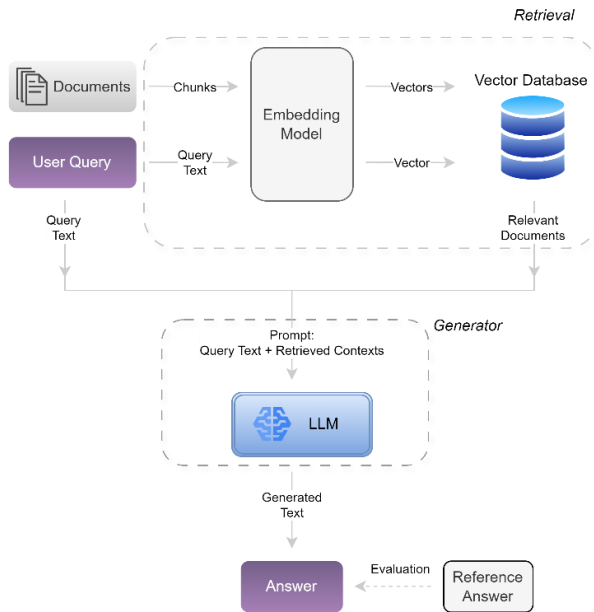 Retrieval
Documents
Chunks
Embedding
Model
Vectors
Vector Database
User Query
Query
Text
Vector
Query
Text
Relevant
Documents
Generator
Prompt:
Query Text + Retrieved Contexts
LLM
Generated
Text
Answer
Evaluation
Reference
Answer